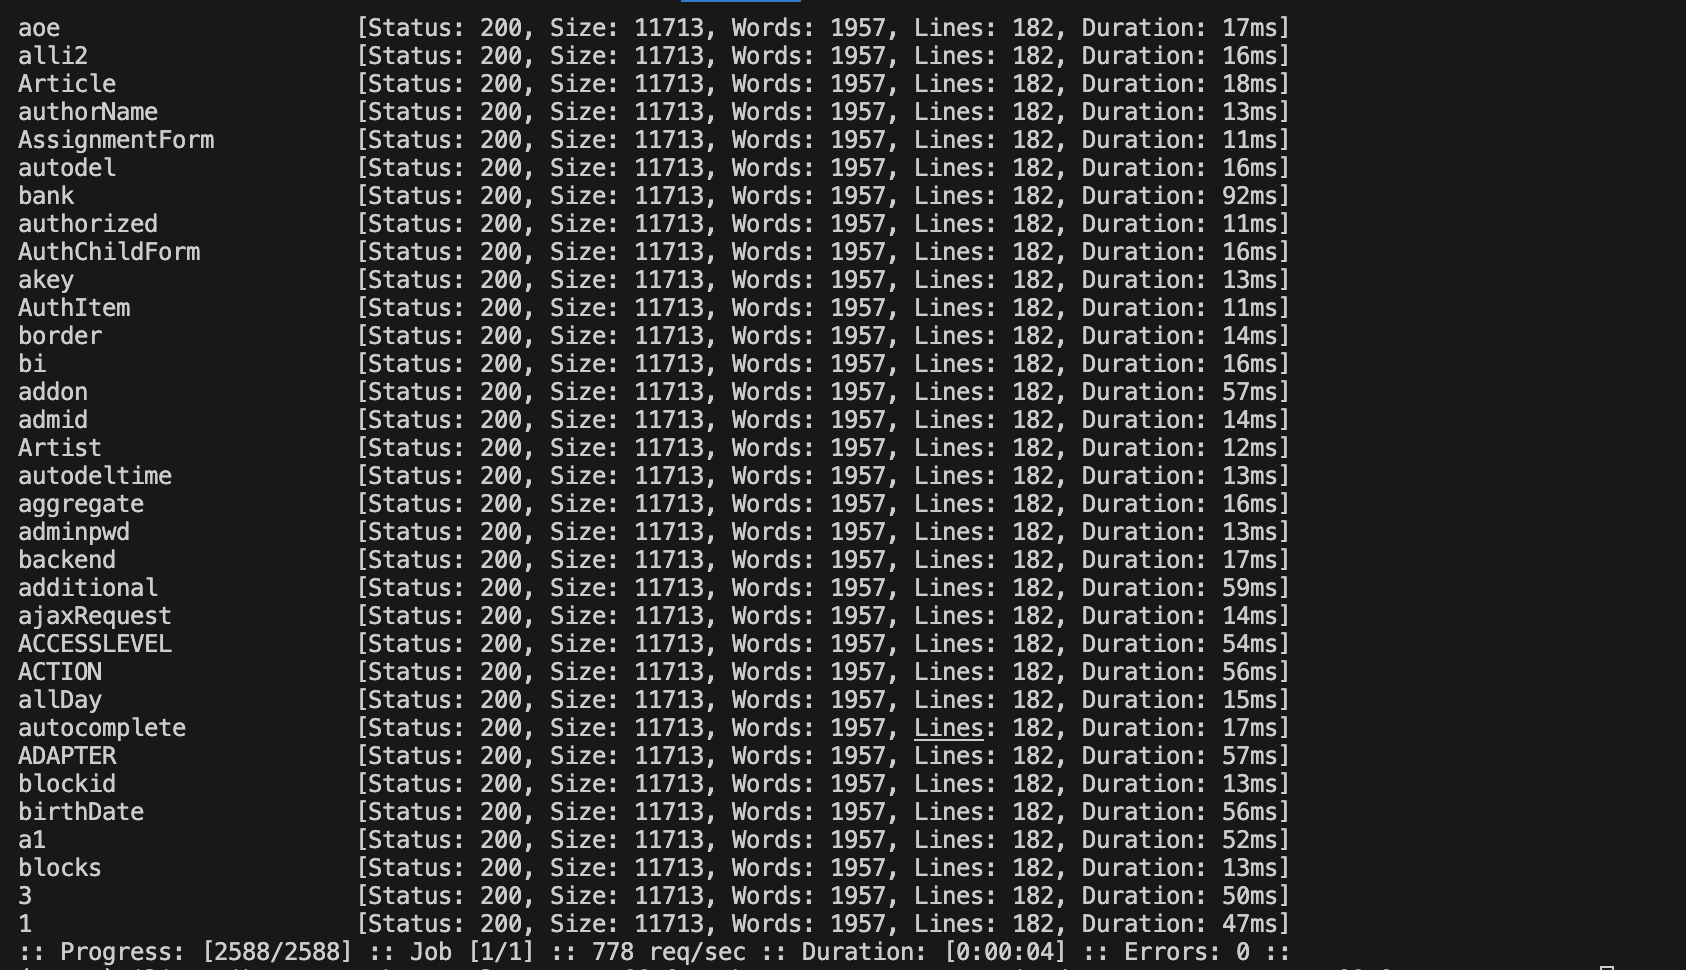 aoe [Status: 200, Size: 11713, Words: 1957, Lines: 182, Duration: 17ms]
alli2 [Status: 200, Size: 11713, Words: 1957, Lines: 182, Duration: 16ms]
Article [Status: 200, Size: 11713, Words: 1957, Lines: 182, Duration: 18ms]
authorName [Status: 200, Size: 11713, Words: 1957, Lines: 182, Duration: 13ms]
AssignmentForm [Status: 200, Size: 11713, Words: 1957, Lines: 182, Duration: 11ms]
autodel [Status: 200, Size: 11713, Words: 1957, Lines: 182, Duration: 16ms]
bank [Status: 200, Size: 11713, Words: 1957, Lines: 182, Duration: 92ms]
authorized [Status: 200, Size: 11713, Words: 1957, Lines: 182, Duration: 11ms]
AuthChildForm [Status: 200, Size: 11713, Words: 1957, Lines: 182, Duration: 16ms]
akey [Status: 200, Size: 11713, Words: 1957, Lines: 182, Duration: 13ms]
AuthItem [Status: 200, Size: 11713, Words: 1957, Lines: 182, Duration: 11ms]
border [Status: 200, Size: 11713, Words: 1957, Lines: 182, Duration: 14ms]
bi [Status: 200, Size: 11713, Words: 1957, Lines: 182, Duration: 16ms]
addon [Status: 200, Size: 11713, Words: 1957, Lines: 182, Duration: 57ms]
admid [Status: 200, Size: 11713, Words: 1957, Lines: 182, Duration: 14ms]
Artist [Status: 200, Size: 11713, Words: 1957, Lines: 182, Duration: 12ms]
autodeltime [Status: 200, Size: 11713, Words: 1957, Lines: 182, Duration: 13ms]
aggregate [Status: 200, Size: 11713, Words: 1957, Lines: 182, Duration: 16ms]
adminpwd [Status: 200, Size: 11713, Words: 1957, Lines: 182, Duration: 13ms]
backend [Status: 200, Size: 11713, Words: 1957, Lines: 182, Duration: 17ms]
additional [Status: 200, Size: 11713, Words: 1957, Lines: 182, Duration: 59ms]
ajaxRequest [Status: 200, Size: 11713, Words: 1957, Lines: 182, Duration: 14ms]
ACCESSLEVEL [Status: 200, Size: 11713, Words: 1957, Lines: 182, Duration: 54ms]
ACTION [Status: 200, Size: 11713, Words: 1957, Lines: 182, Duration: 56ms]
allDay [Status: 200, Size: 11713, Words: 1957, Lines: 182, Duration: 15ms]
autocomplete [Status: 200, Size: 11713, Words: 1957, Lines: 182, Duration: 17ms]
ADAPTER [Status: 200, Size: 11713, Words: 1957, Lines: 182, Duration: 57ms]
blockid [Status: 200, Size: 11713, Words: 1957, Lines: 182, Duration: 13ms]
birthDate [Status: 200, Size: 11713, Words: 1957, Lines: 182, Duration: 56ms]
a1 [Status: 200, Size: 11713, Words: 1957, Lines: 182, Duration: 52ms]
blocks [Status: 200, Size: 11713, Words: 1957, Lines: 182, Duration: 13ms]
3 [Status: 200, Size: 11713, Words: 1957, Lines: 182, Duration: 50ms]
1 [Status: 200, Size: 11713, Words: 1957, Lines: 182, Duration: 47ms]
:: Progress: [2588/2588] :: Job [1/1] :: 778 req/sec :: Duration: [0:00:04] :: Errors: 0 ::